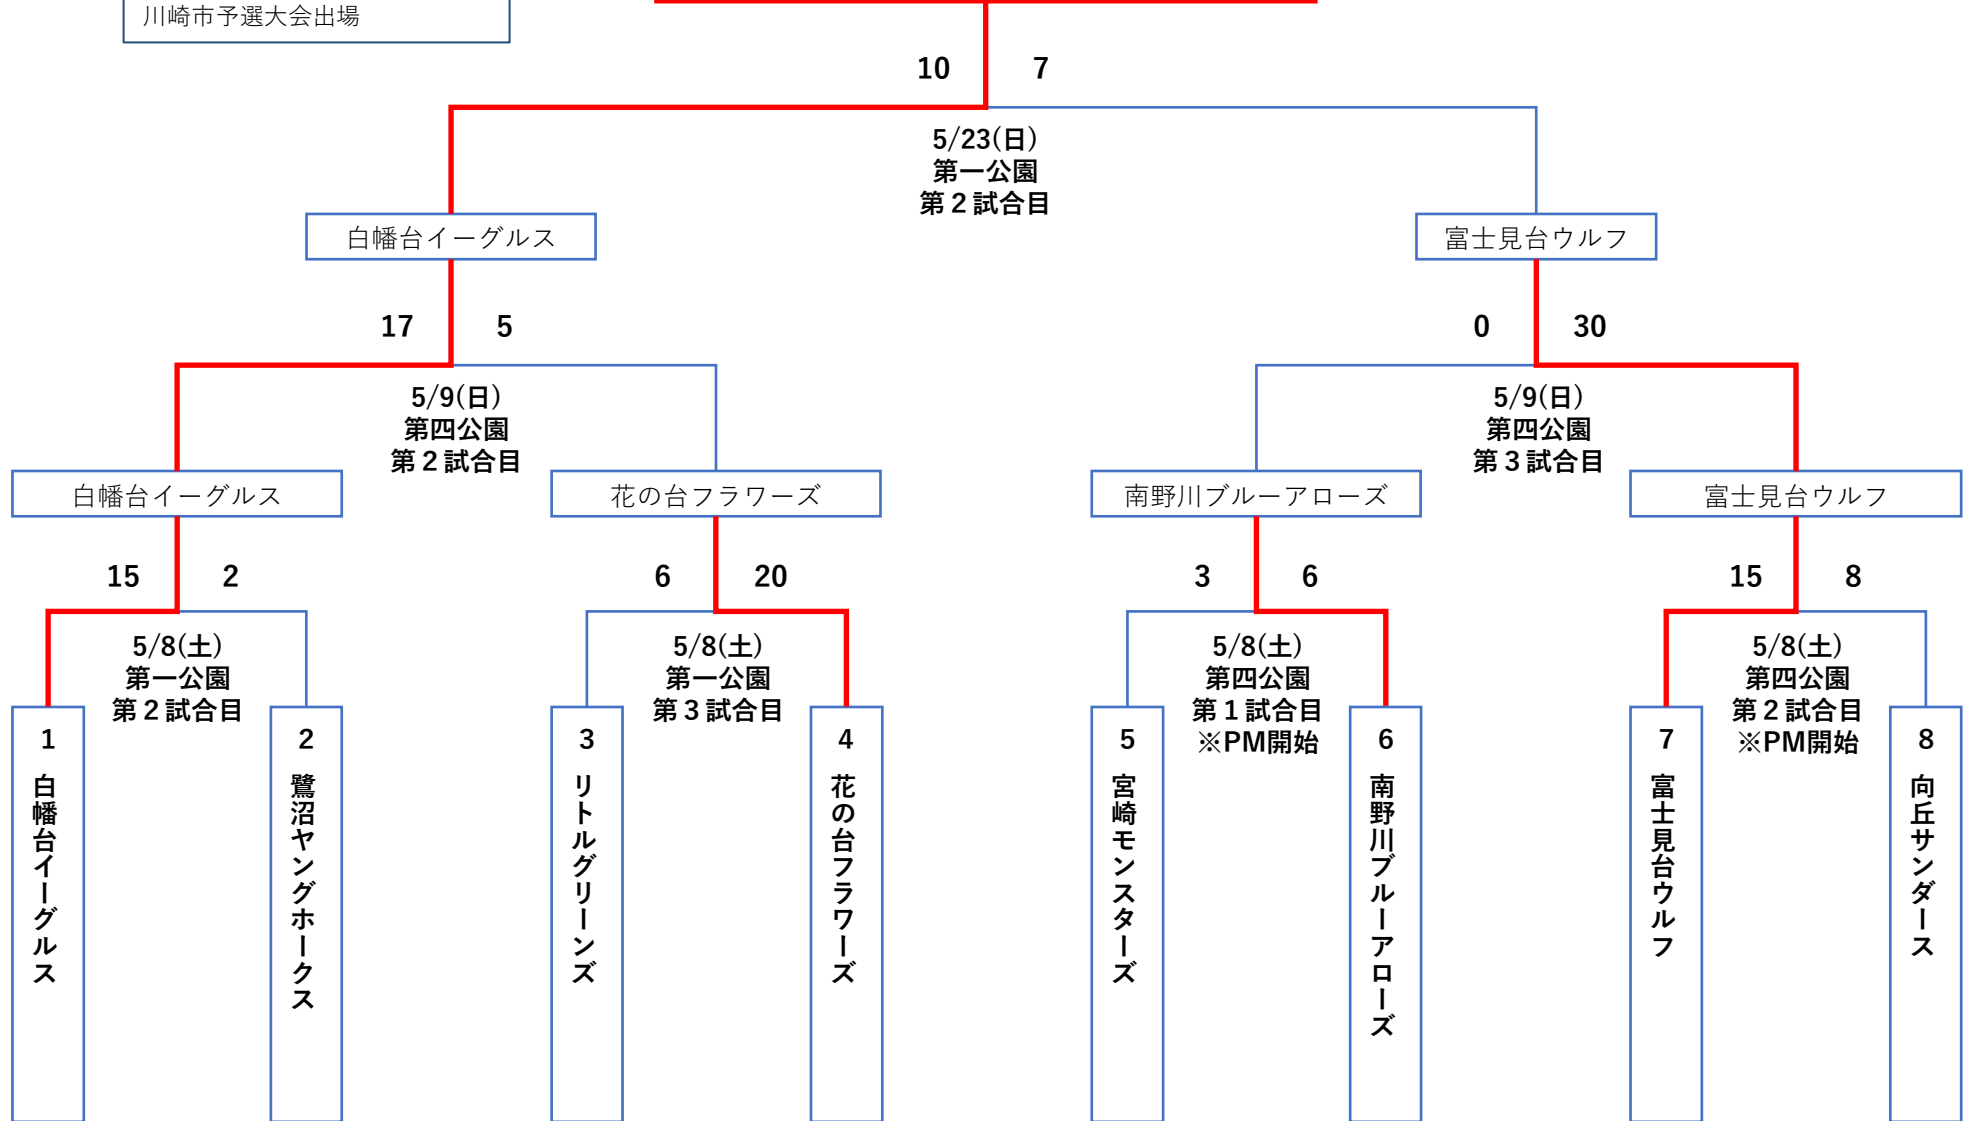 川崎市予選大会出場
10 7
5/23(日)
第一公園
第２試合目
白幡台イーグルス
富士見台ウルフ
17 5
0 30
5/9(日)
第四公園
第２試合目
5/9(日)
第四公園
第３試合目
白幡台イーグルス
花の台フラワーズ
南野川ブルーアローズ
富士見台ウルフ
15 2
6 20
3 6
15 8
5/8(土)
第一公園
第２試合目
5/8(土)
第一公園
第３試合目
5/8(土)
第四公園
第１試合目
※PM開始
5/8(土)
第四公園
第２試合目
※PM開始
1
白幡台イーグルス
2
鷺沼ヤングホークス
3
リトルグリーンズ
4
花の台フラワーズ
5
宮崎モンスターズ
6
南野川ブルーアローズ
7
富士見台ウルフ
8
向丘サンダース